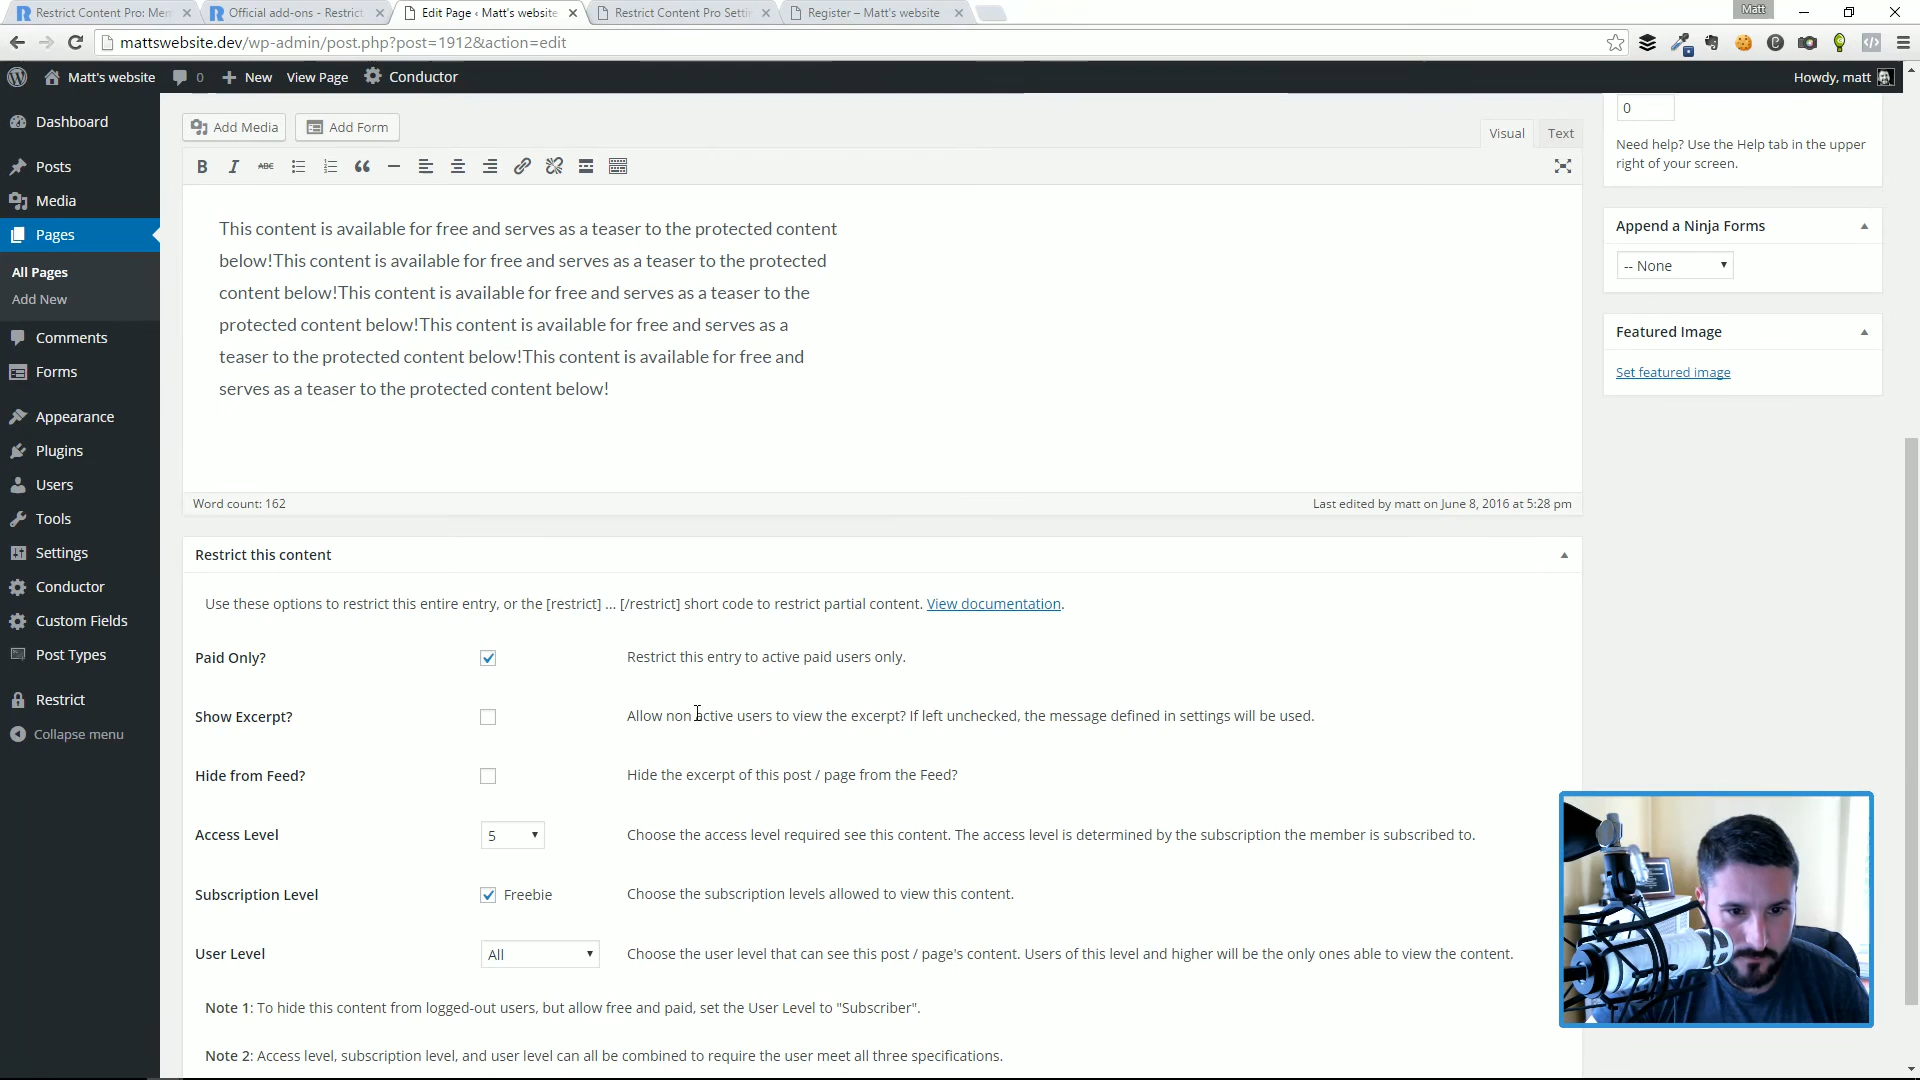 Restrict Content Pro: Mem
Official add-ons - Restrict
Edit Page ‹ Matt's website
Restrict Content Pro Setti
Register – Matt's website
Matt
mattswebsite.dev/wp-admin/post.php?post=1912&action=edit
Matt's website
0
New
View Page
Conductor
Howdy, matt
Dashboard
Posts
Media
Pages
All Pages
Add New
Comments
Forms
Appearance
Plugins
Users
Tools
Settings
Conductor
Custom Fields
Post Types
Restrict
Collapse menu
Add Media
Add Form
Visual
Text
B I ABC
This content is available for free and serves as a teaser to the protected content
below!This content is available for free and serves as a teaser to the protected
content below!This content is available for free and serves as a teaser to the
protected content below!This content is available for free and serves as a
teaser to the protected content below!This content is available for free and
serves as a teaser to the protected content below!
Word count: 162
Last edited by matt on June 8, 2016 at 5:28 pm
Restrict this content
Use these options to restrict this entire entry, or the [restrict] ... [/restrict] short code to restrict partial content. View documentation.
Paid Only?
Restrict this entry to active paid users only.
Show Excerpt?
Allow non active users to view the excerpt? If left unchecked, the message defined in settings will be used.
Hide from Feed?
Hide the excerpt of this post / page from the Feed?
Access Level
5
Choose the access level required see this content. The access level is determined by the subscription the member is subscribed to.
Subscription Level
Freebie
Choose the subscription levels allowed to view this content.
User Level
All
Choose the user level that can see this post / page's content. Users of this level and higher will be the only ones able to view the content.
Note 1: To hide this content from logged-out users, but allow free and paid, set the User Level to "Subscriber".
Note 2: Access level, subscription level, and user level can all be combined to require the user meet all three specifications.
0
Need help? Use the Help tab in the upper
right of your screen.
Append a Ninja Forms
-- None
Featured Image
Set featured image